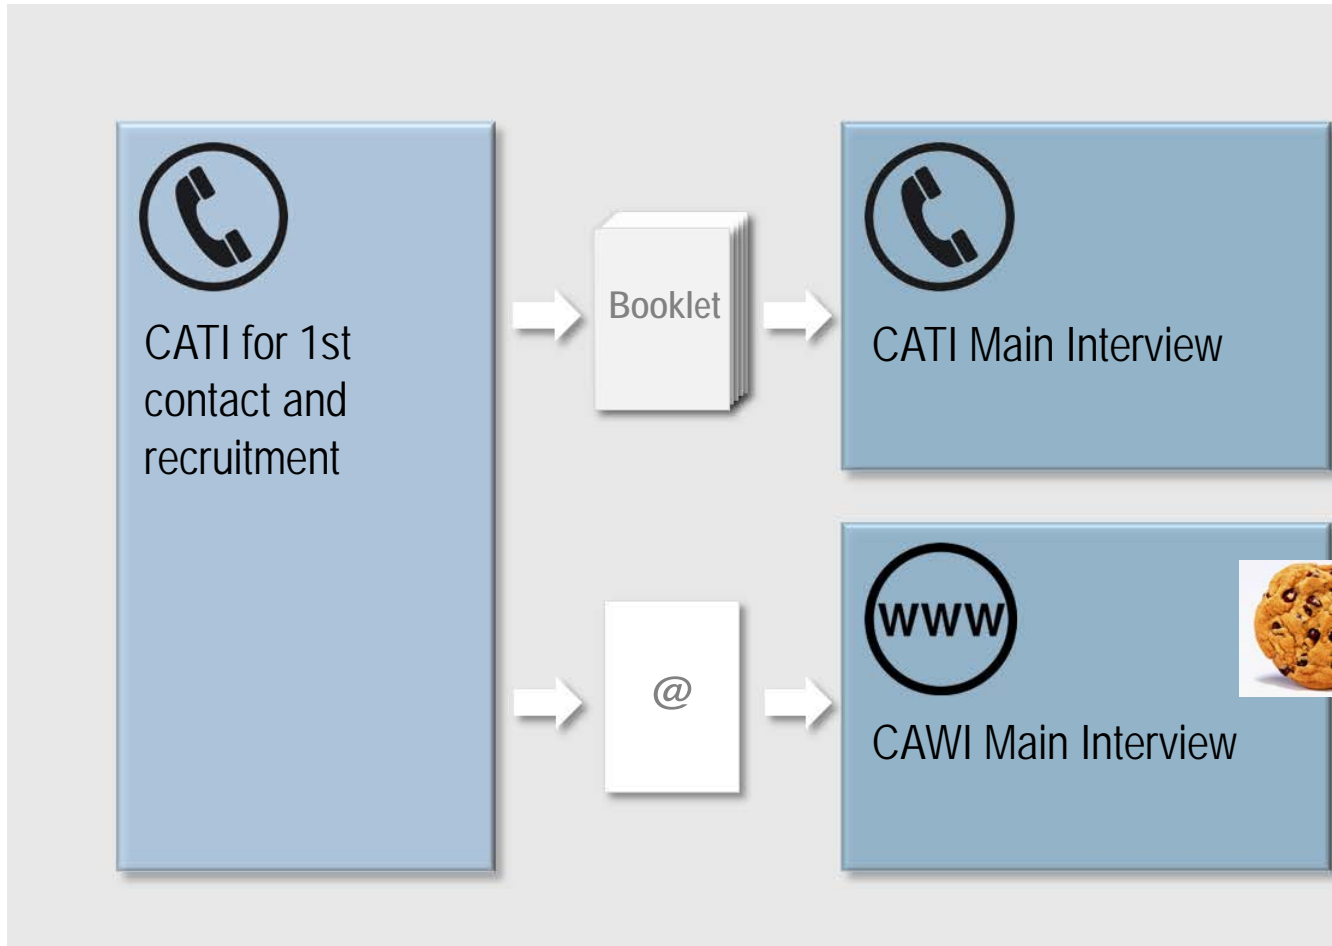 CATI for 1st
contact and
recruitment
Booklet
CATI Main Interview
@
www
CAWI Main Interview